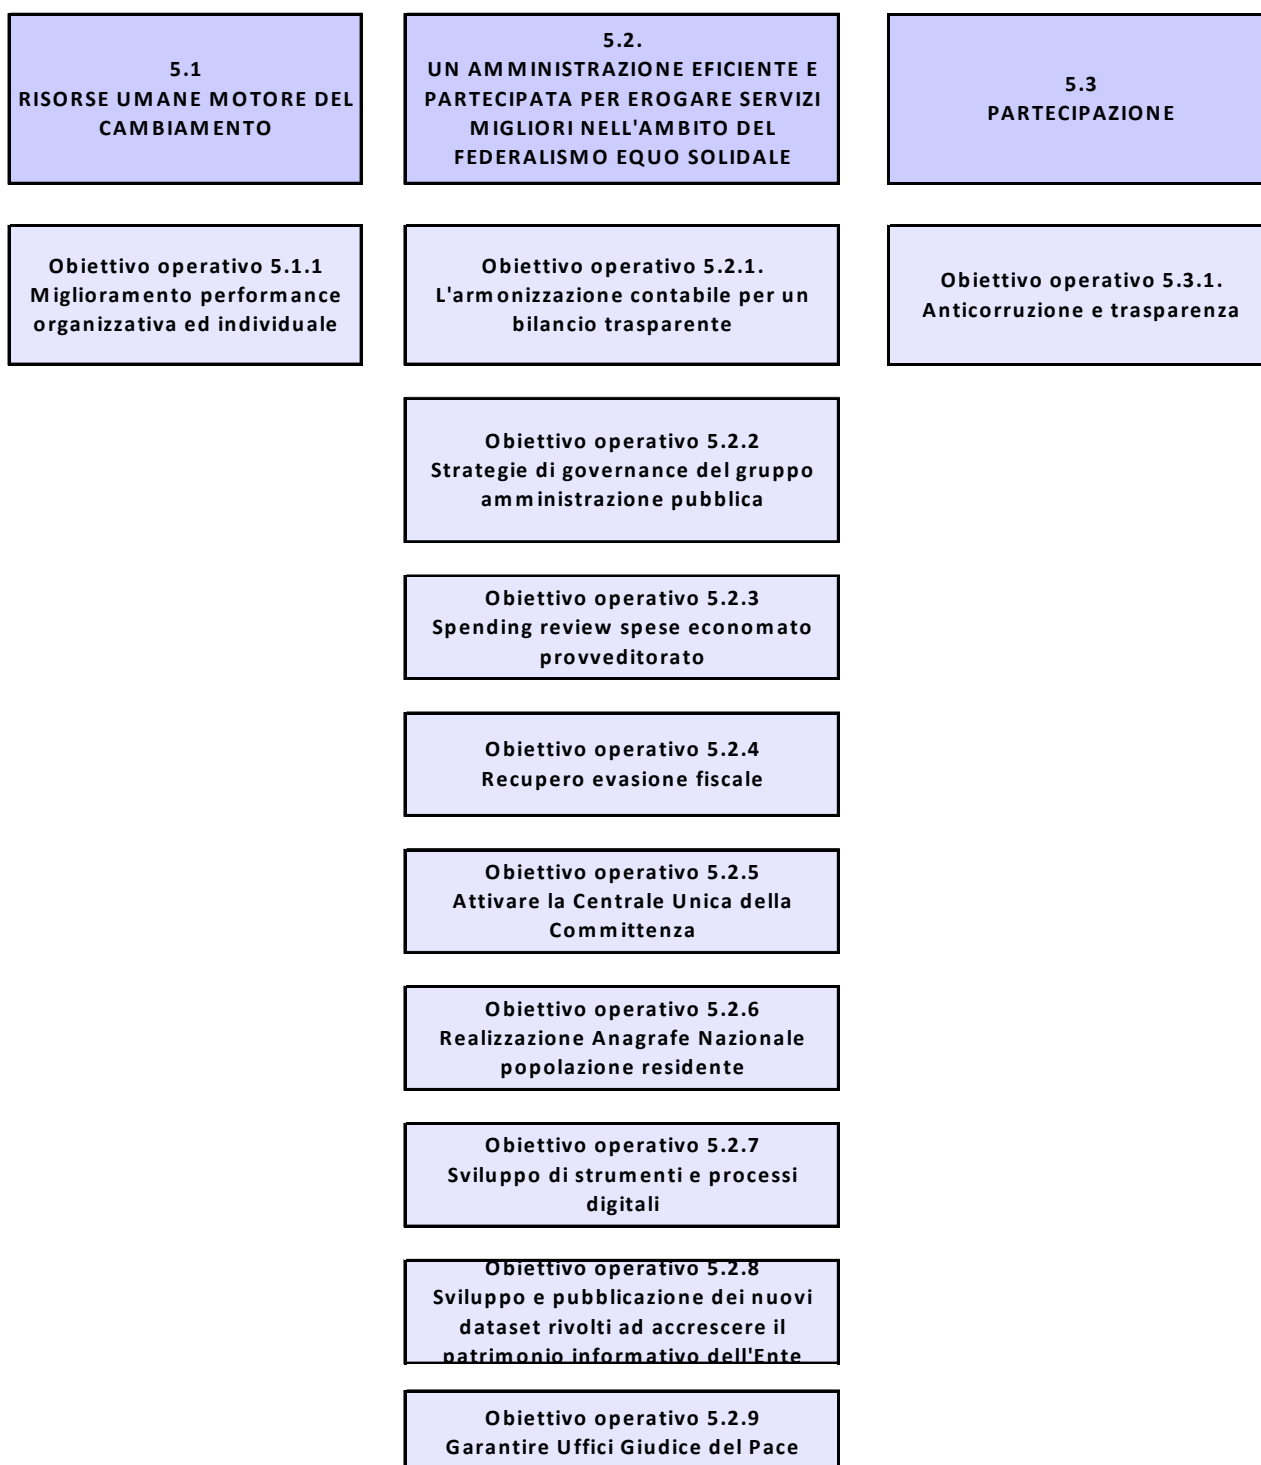 5.1
RISORSE UMANE MOTORE DEL
CAMBIAMENTO
5.2.
UN AMMINISTRAZIONE EFICIENTE E
PARTECIPATA PER EROGARE SERVIZI
MIGLIORI NELL'AMBITO DEL
FEDERALISMO EQUO SOLIDALE
5.3
PARTECIPAZIONE
Obiettivo operativo 5.1.1
Miglioramento performance
organizzativa ed individuale
Obiettivo operativo 5.2.1.
L'armonizzazione contabile per un
bilancio trasparente
Obiettivo operativo 5.3.1.
Anticorruzione e trasparenza
Obiettivo operativo 5.2.2
Strategie di governance del gruppo
amministrazione pubblica
Obiettivo operativo 5.2.3
Spending review spese economato
provveditorato
Obiettivo operativo 5.2.4
Recupero evasione fiscale
Obiettivo operativo 5.2.5
Attivare la Centrale Unica della
Committenza
Obiettivo operativo 5.2.6
Realizzazione Anagrafe Nazionale
popolazione residente
Obiettivo operativo 5.2.7
Sviluppo di strumenti e processi
digitali
Obiettivo operativo 5.2.8
Sviluppo e pubblicazione dei nuovi
dataset rivolti ad accrescere il
patrimonio informativo dell'Ente
Obiettivo operativo 5.2.9
Garantire Uffici Giudice del Pace